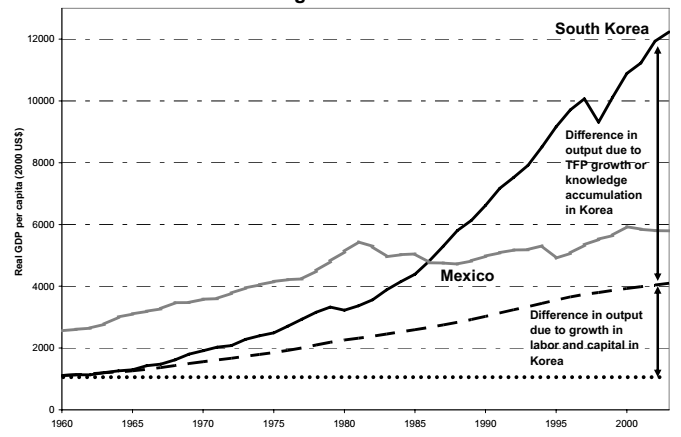 South Korea
12000
10000
8000
6000
4000
2000
0
Real GDP per capita (2000 US$)
Difference in
output due to
TFP growth or
knowledge
accumulation
in Korea
Mexico
Difference in output
due to growth in
labor and capital in
Korea
1960 1965 1970 1975 1980 1985 1990 1995 2000